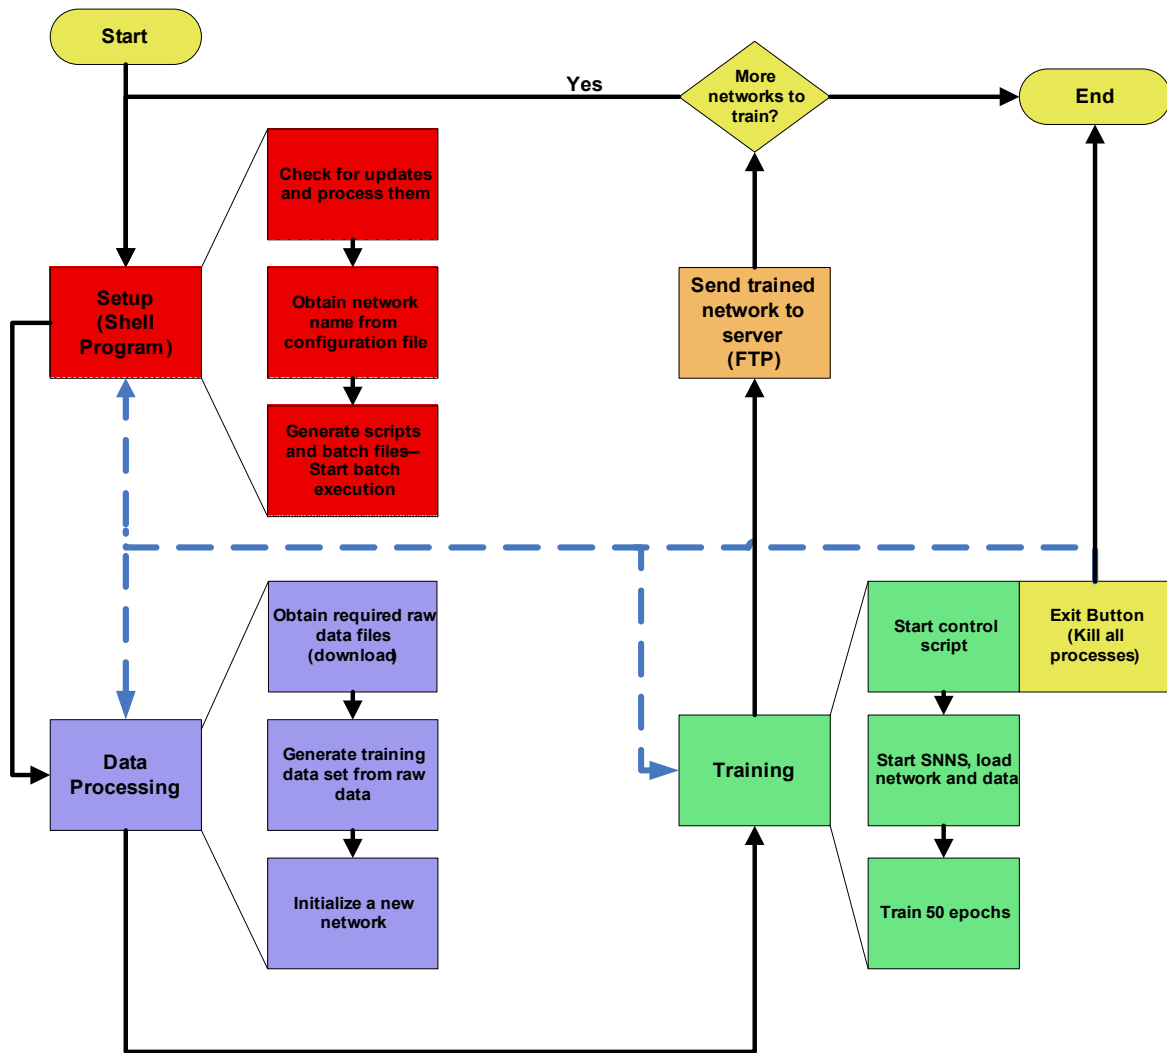 Start
Yes
More
networks to
train?
End
Check for updates
and process them
Setup
(Shell
Program)
Obtain network
name from
configuration file
Send trained
network to
server
(FTP)
Generate scripts
and batch files—
Start batch
execution
Obtain required raw
data files
(download)
Start control
script
Exit Button
(Kill all
processes)
Data
Processing
Generate training
data set from raw
data
Training
Start SNNS, load
network and data
Initialize a new
network
Train 50 epochs